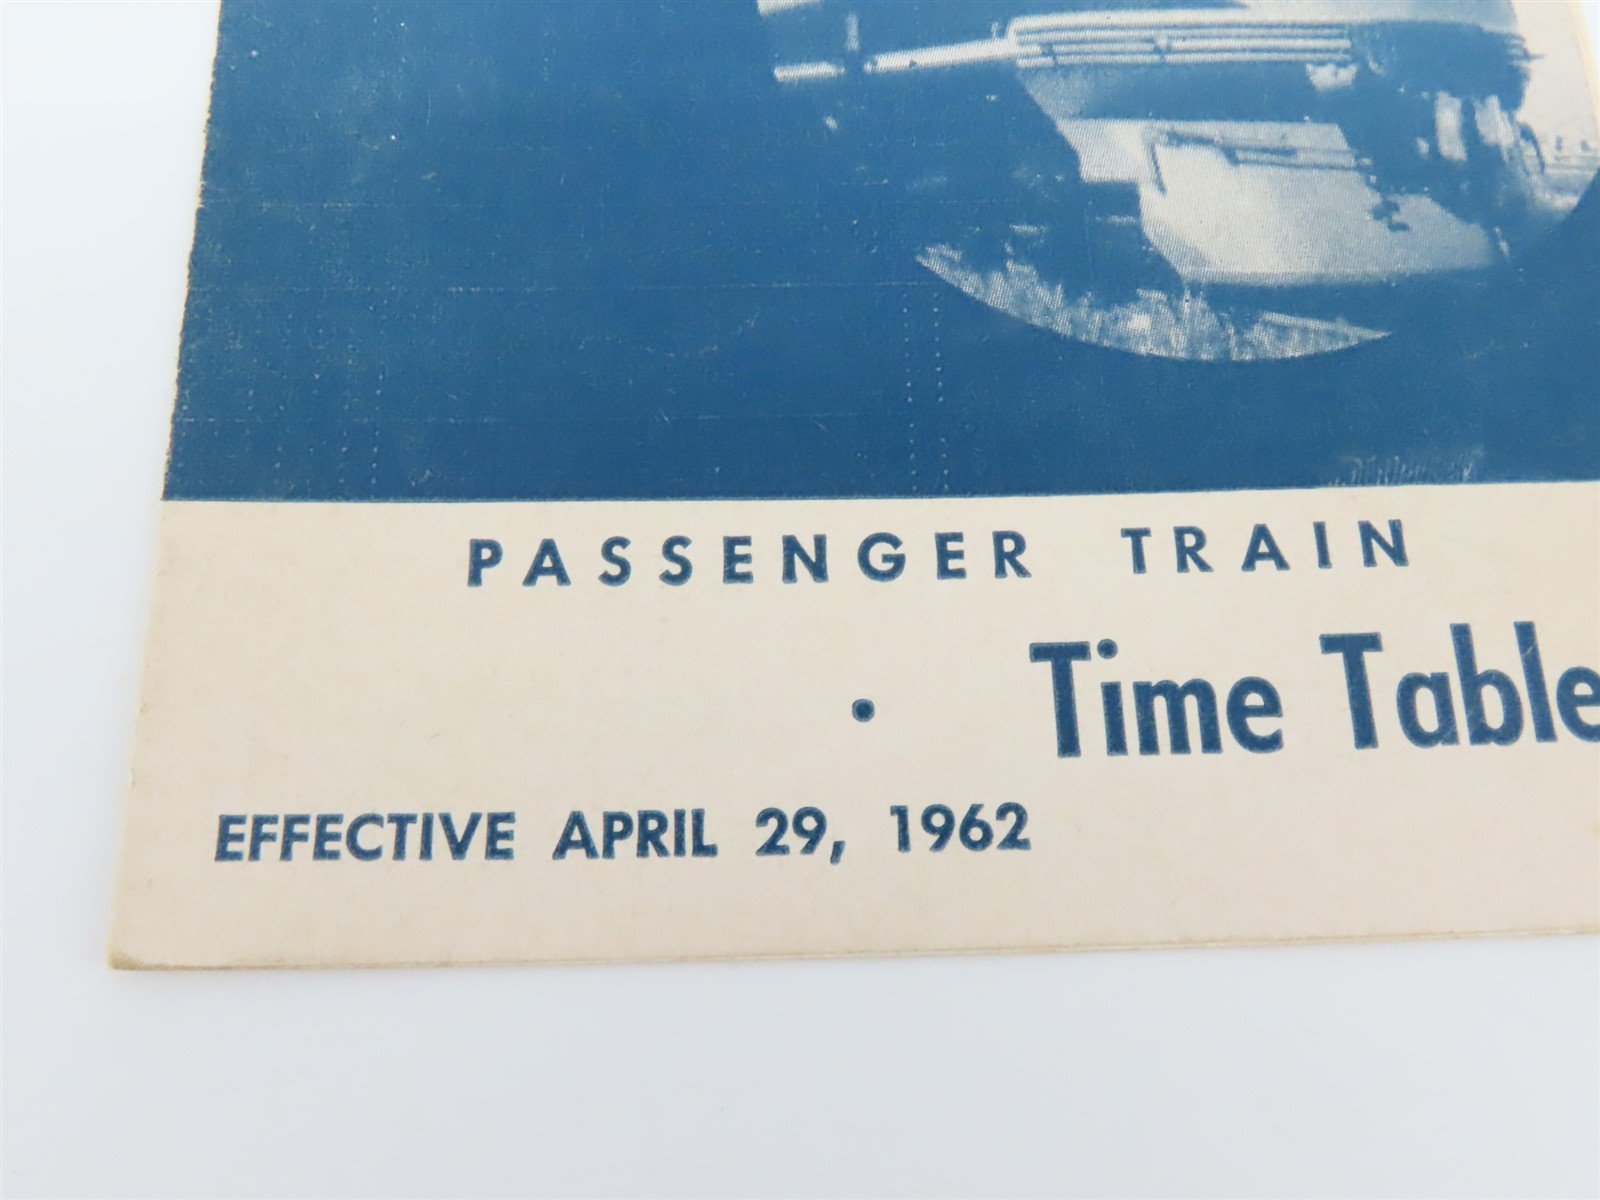 PASSENGER TRAIN
• Time Table
EFFECTIVE APRIL 29, 1962